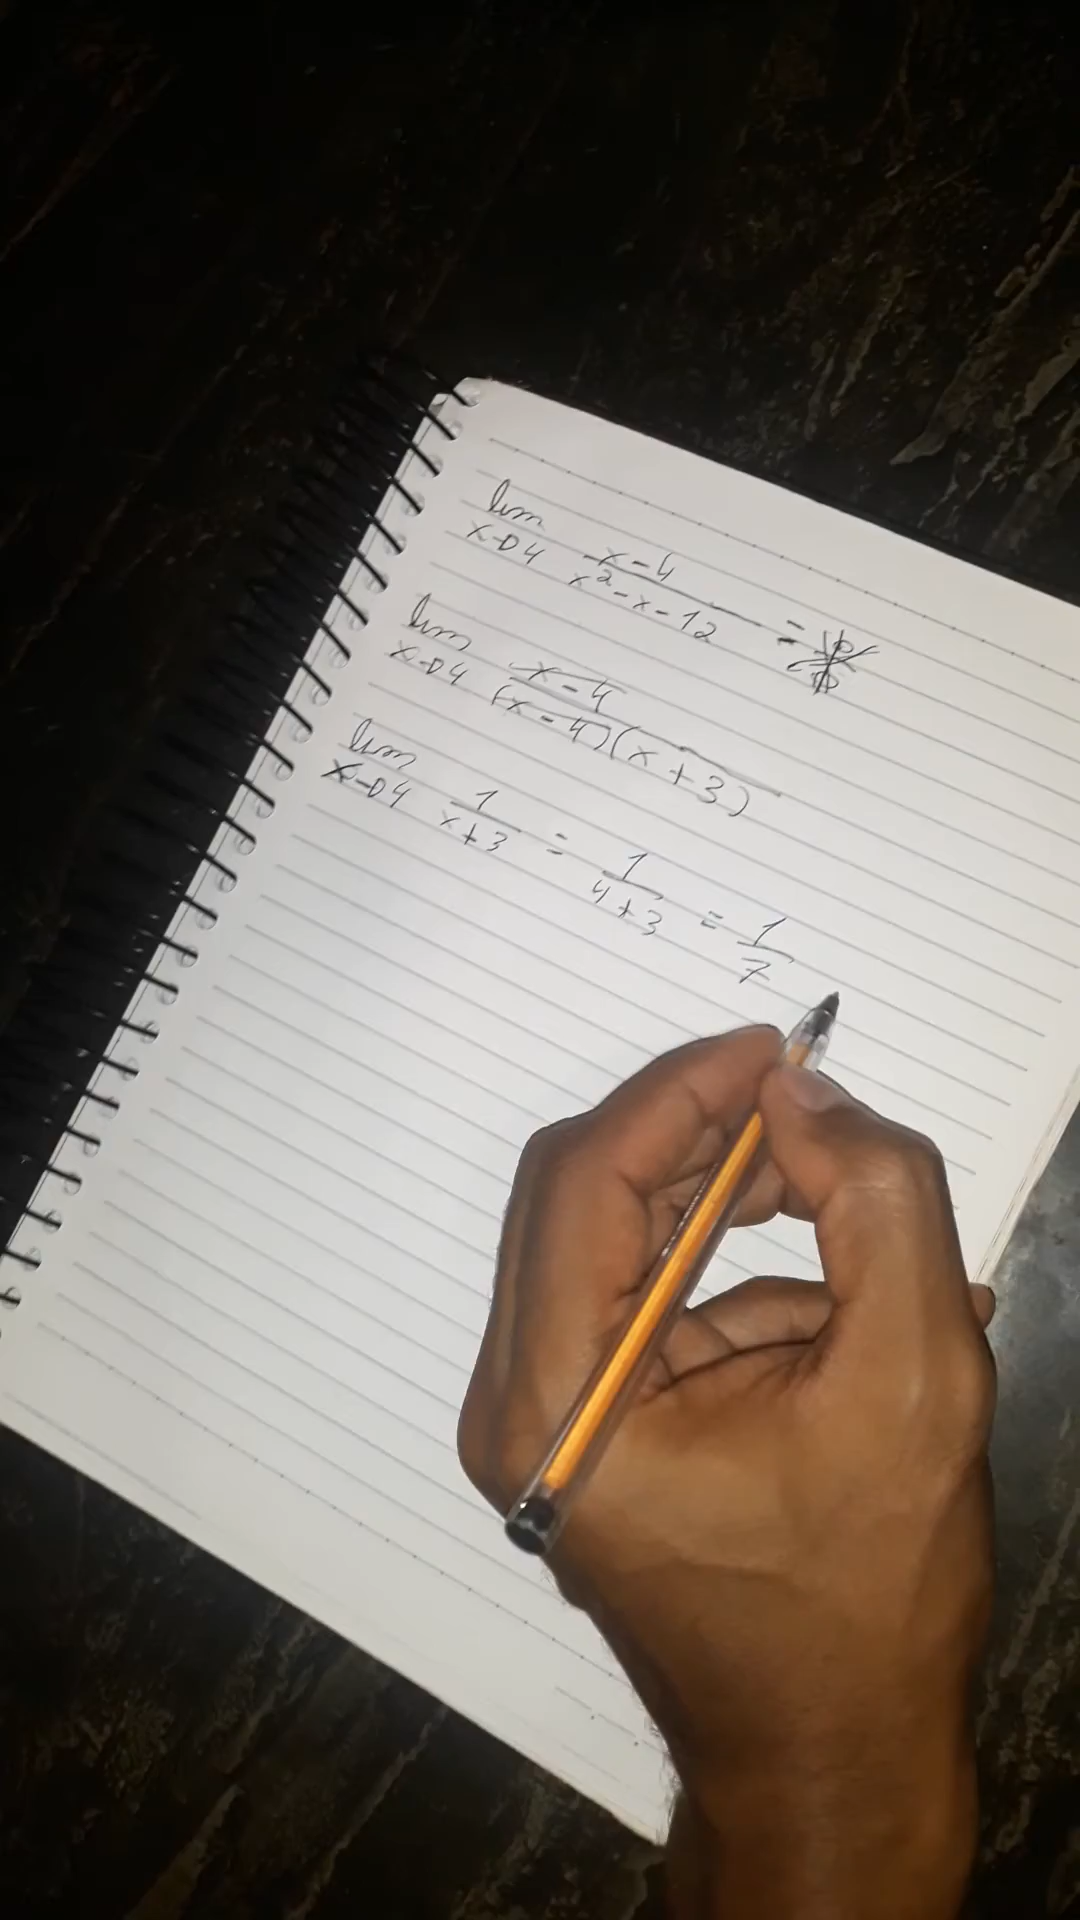 lim x→4 x-4/x²-x-12 = 0/0
lim x→4 x-4/(x-4)(x+3)
lim x→4 1/x+3 = 1/4+3 = 1/7